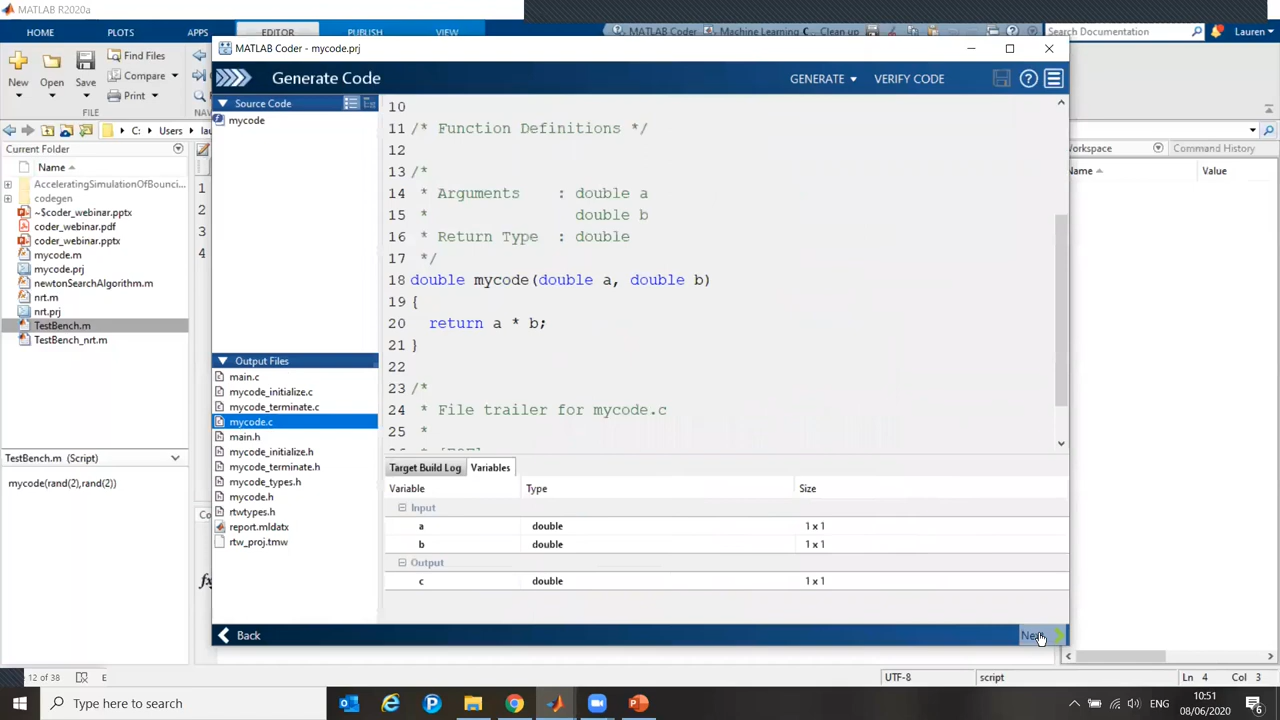 MATLAB R2020a
HOME
PLOTS
APPS
EDITOR
PUBLISH
VIEW
MATLAB Coder
Machine Learning
Clean up
Search Documentation
Lauren
New
Open
Save
Find Files
Compare
Print
FILE
C:
Users
Current Folder
Name
AcceleratingSimulationOfBounci...
codegen
~$coder_webinar.pptx
coder_webinar.pdf
coder_webinar.pptx
mycode.m
mycode.prj
newtonSearchAlgorithm.m
nrt.m
nrt.prj
TestBench.m
TestBench_nrt.m
TestBench.m (Script)
mycode(rand(2),rand(2))
1
2
3
4
fx
MATLAB Coder - mycode.prj
Generate Code
GENERATE
VERIFY CODE
Source Code
mycode
Output Files
main.c
mycode_initialize.c
mycode_terminate.c
mycode.c
main.h
mycode_initialize.h
mycode_terminate.h
mycode_types.h
mycode.h
rtwtypes.h
report.mldatx
rtw_proj.tmw
10
11 /* Function Definitions */
12
13 /*
14 * Arguments : double a
15 * double b
16 * Return Type : double
17 */
18 double mycode(double a, double b)
19 {
20 return a * b;
21 }
22
23 /*
24 * File trailer for mycode.c
25 *
Target Build Log
Variables
Variable Type Size
Input
a double 1 x 1
b double 1 x 1
Output
c double 1 x 1
Back
Command History
Name
Value
12 of 38
E
UTF-8
script
Ln 4 Col 3
Type here to search
ENG
10:51
08/06/2020
6